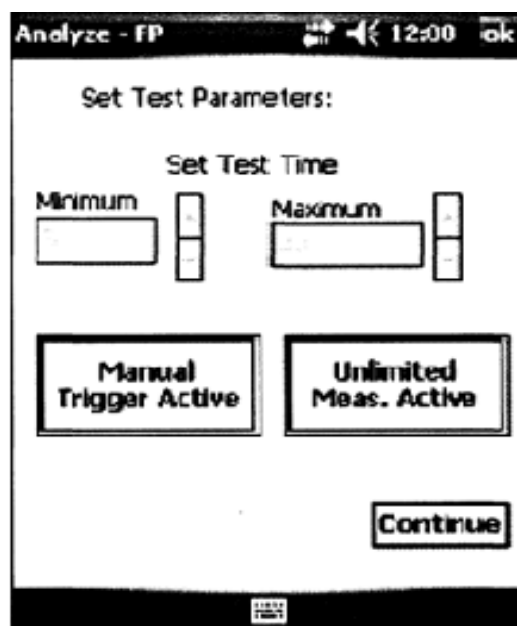 Analyze - FP 12:00 ok
Set Test Parameters:
Set Test Time
Minimum Maximum
Manual Unlimited
Trigger Active Meas. Active
Continue